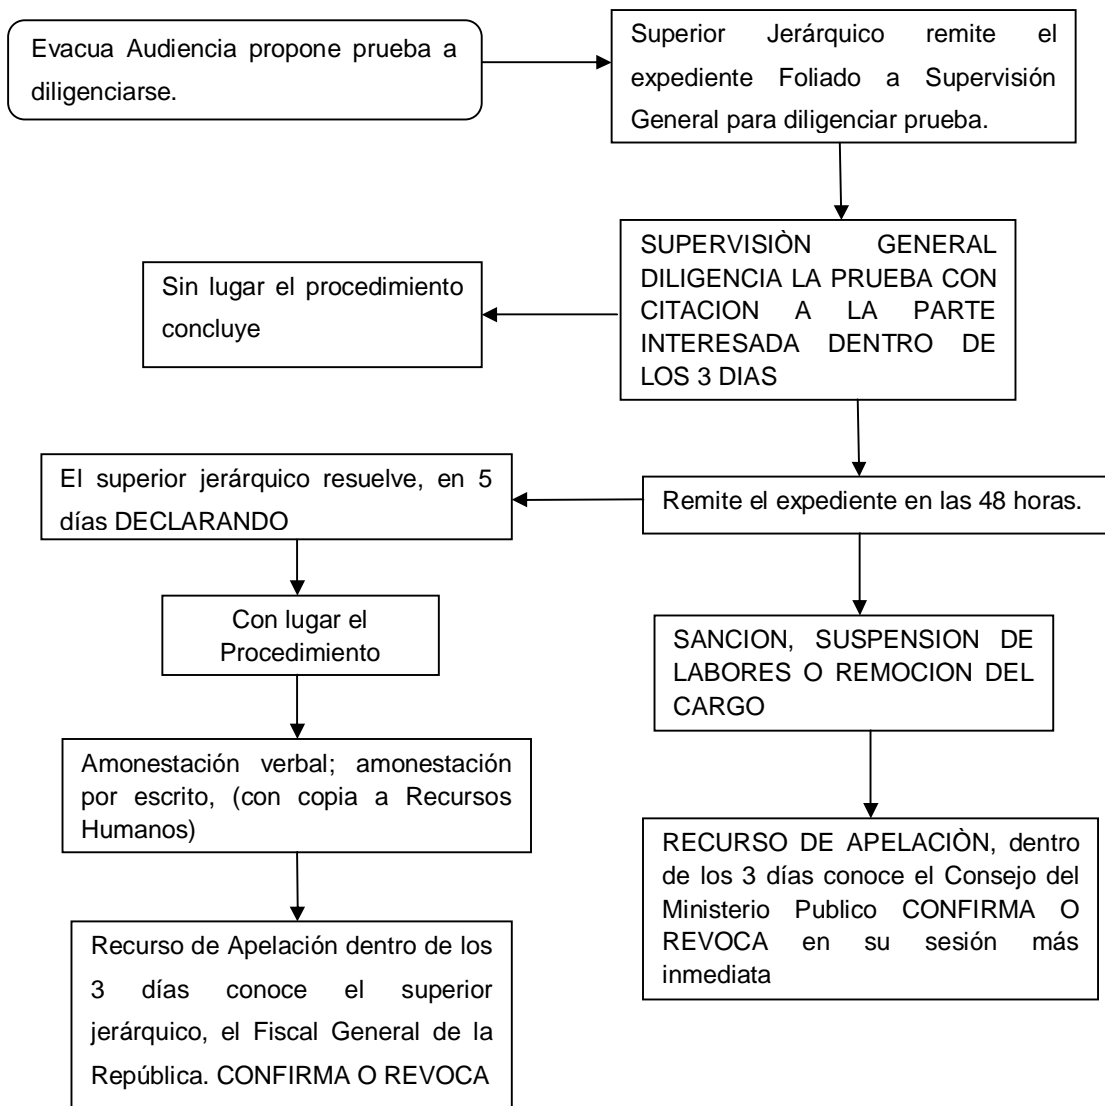 Evacua Audiencia propone prueba a
diligenciarse.
Superior Jerárquico remite el
expediente Foliado a Supervisión
General para diligenciar prueba.
SUPERVISIÒN GENERAL
DILIGENCIA LA PRUEBA CON
CITACION A LA PARTE
INTERESADA DENTRO DE
LOS 3 DIAS
Sin lugar el procedimiento
concluye
El superior jerárquico resuelve, en 5
días DECLARANDO
Remite el expediente en las 48 horas.
Con lugar el
Procedimiento
SANCION, SUSPENSION DE
LABORES O REMOCION DEL
CARGO
Amonestación verbal; amonestación
por escrito, (con copia a Recursos
Humanos)
RECURSO DE APELACIÒN, dentro
de los 3 días conoce el Consejo del
Ministerio Publico CONFIRMA O
REVOCA en su sesión más
inmediata
Recurso de Apelación dentro de los
3 días conoce el superior
jerárquico, el Fiscal General de la
República. CONFIRMA O REVOCA